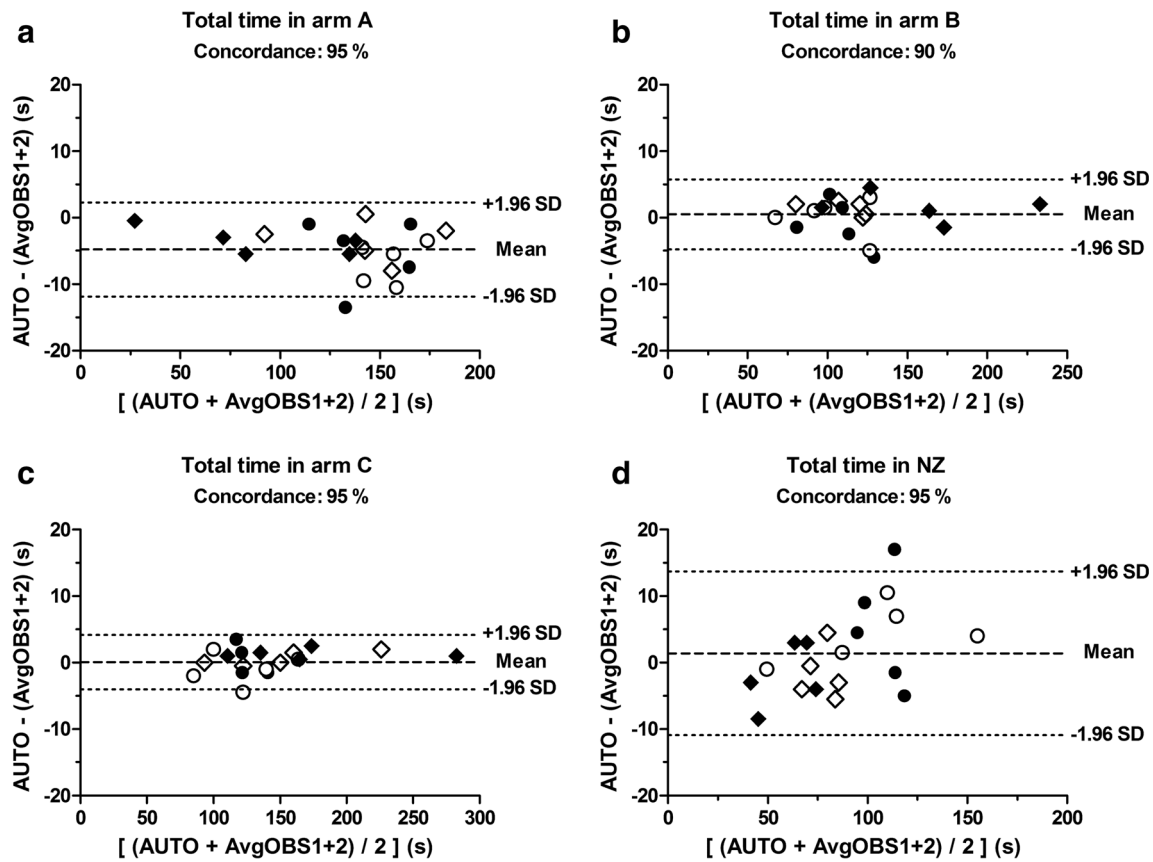 a
Total time in arm A
Concordance: 95 %
AUTO - (AvgOBS1+2) (s)
20
10
0
-10
-20
+1.96 SD
Mean
-1.96 SD
0 50 100 150 200
[ (AUTO + AvgOBS1+2) / 2 ] (s)
b
Total time in arm B
Concordance: 90 %
AUTO - (AvgOBS1+2) (s)
20
10
0
-10
-20
+1.96 SD
Mean
-1.96 SD
0 50 100 150 200 250
[ (AUTO + (AvgOBS1+2) / 2 ] (s)
c
Total time in arm C
Concordance: 95 %
AUTO - (AvgOBS1+2) (s)
20
10
0
-10
-20
+1.96 SD
Mean
-1.96 SD
0 50 100 150 200 250 300
[ (AUTO + AvgOBS1+2) / 2 ] (s)
d
Total time in NZ
Concordance: 95 %
AUTO - (AvgOBS1+2) (s)
20
10
0
-10
-20
+1.96 SD
Mean
-1.96 SD
0 50 100 150 200
[ (AUTO + AvgOBS1+2) / 2 ] (s)